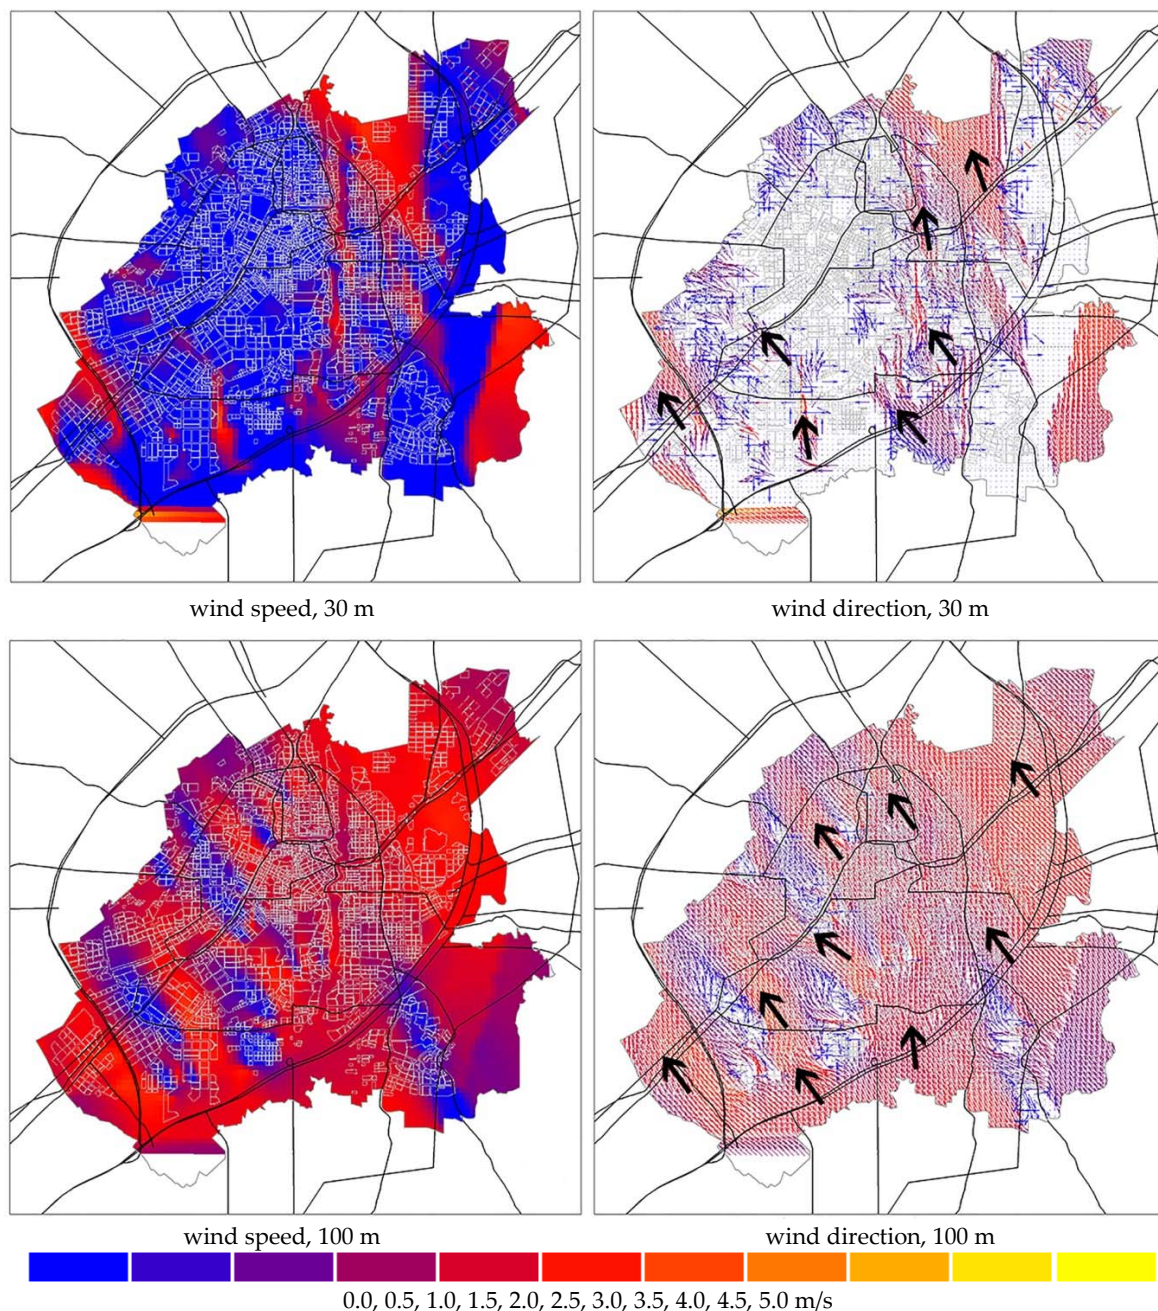 wind speed, 30 m
wind direction, 30 m
wind speed, 100 m
wind direction, 100 m
0.0, 0.5, 1.0, 1.5, 2.0, 2.5, 3.0, 3.5, 4.0, 4.5, 5.0 m/s